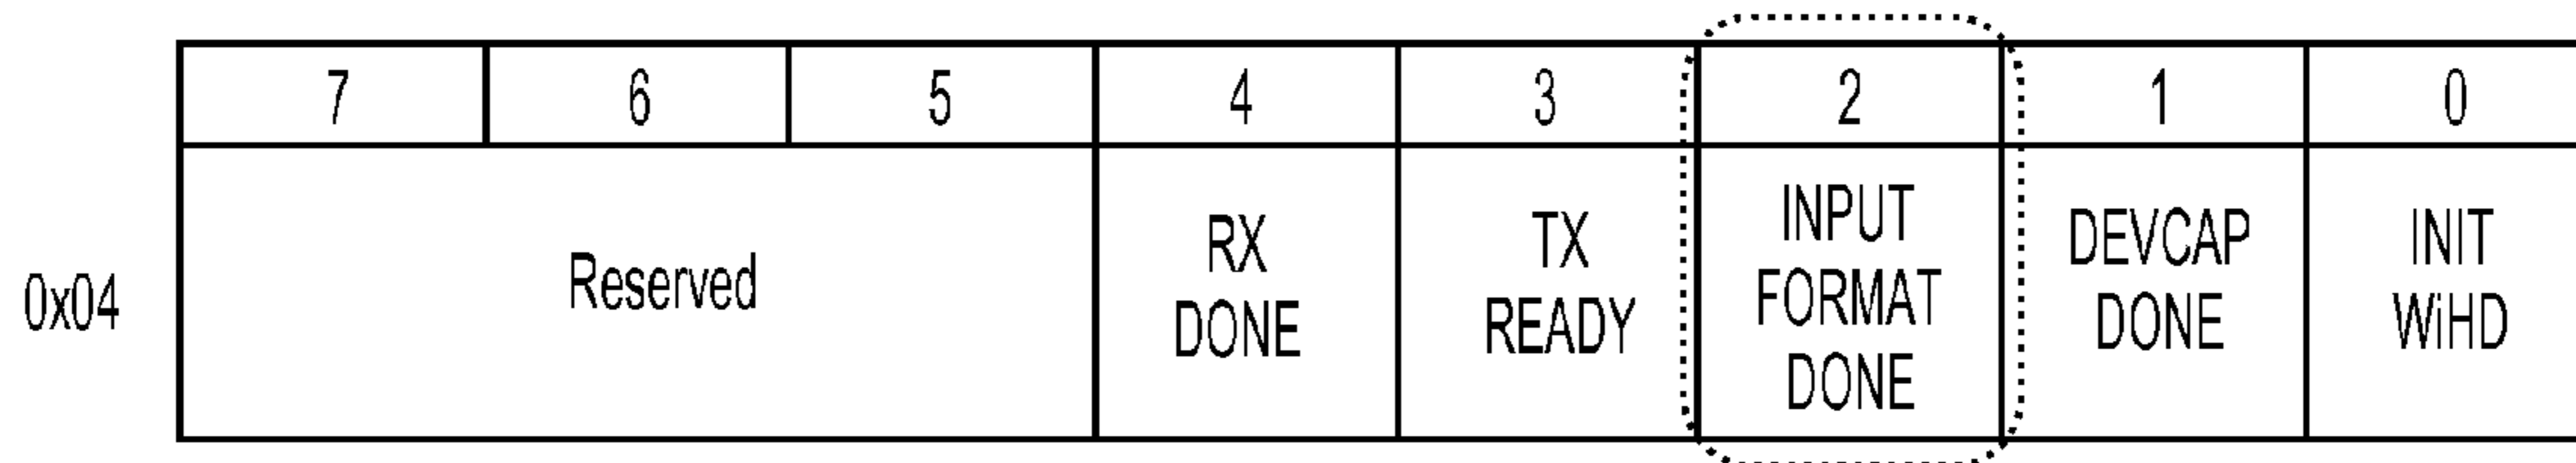 7 6 5 4 3 2 1 0
0x04
Reserved
RX
DONE
TX
READY
INPUT
FORMAT
DONE
DEVCAP
DONE
INIT
WiHD